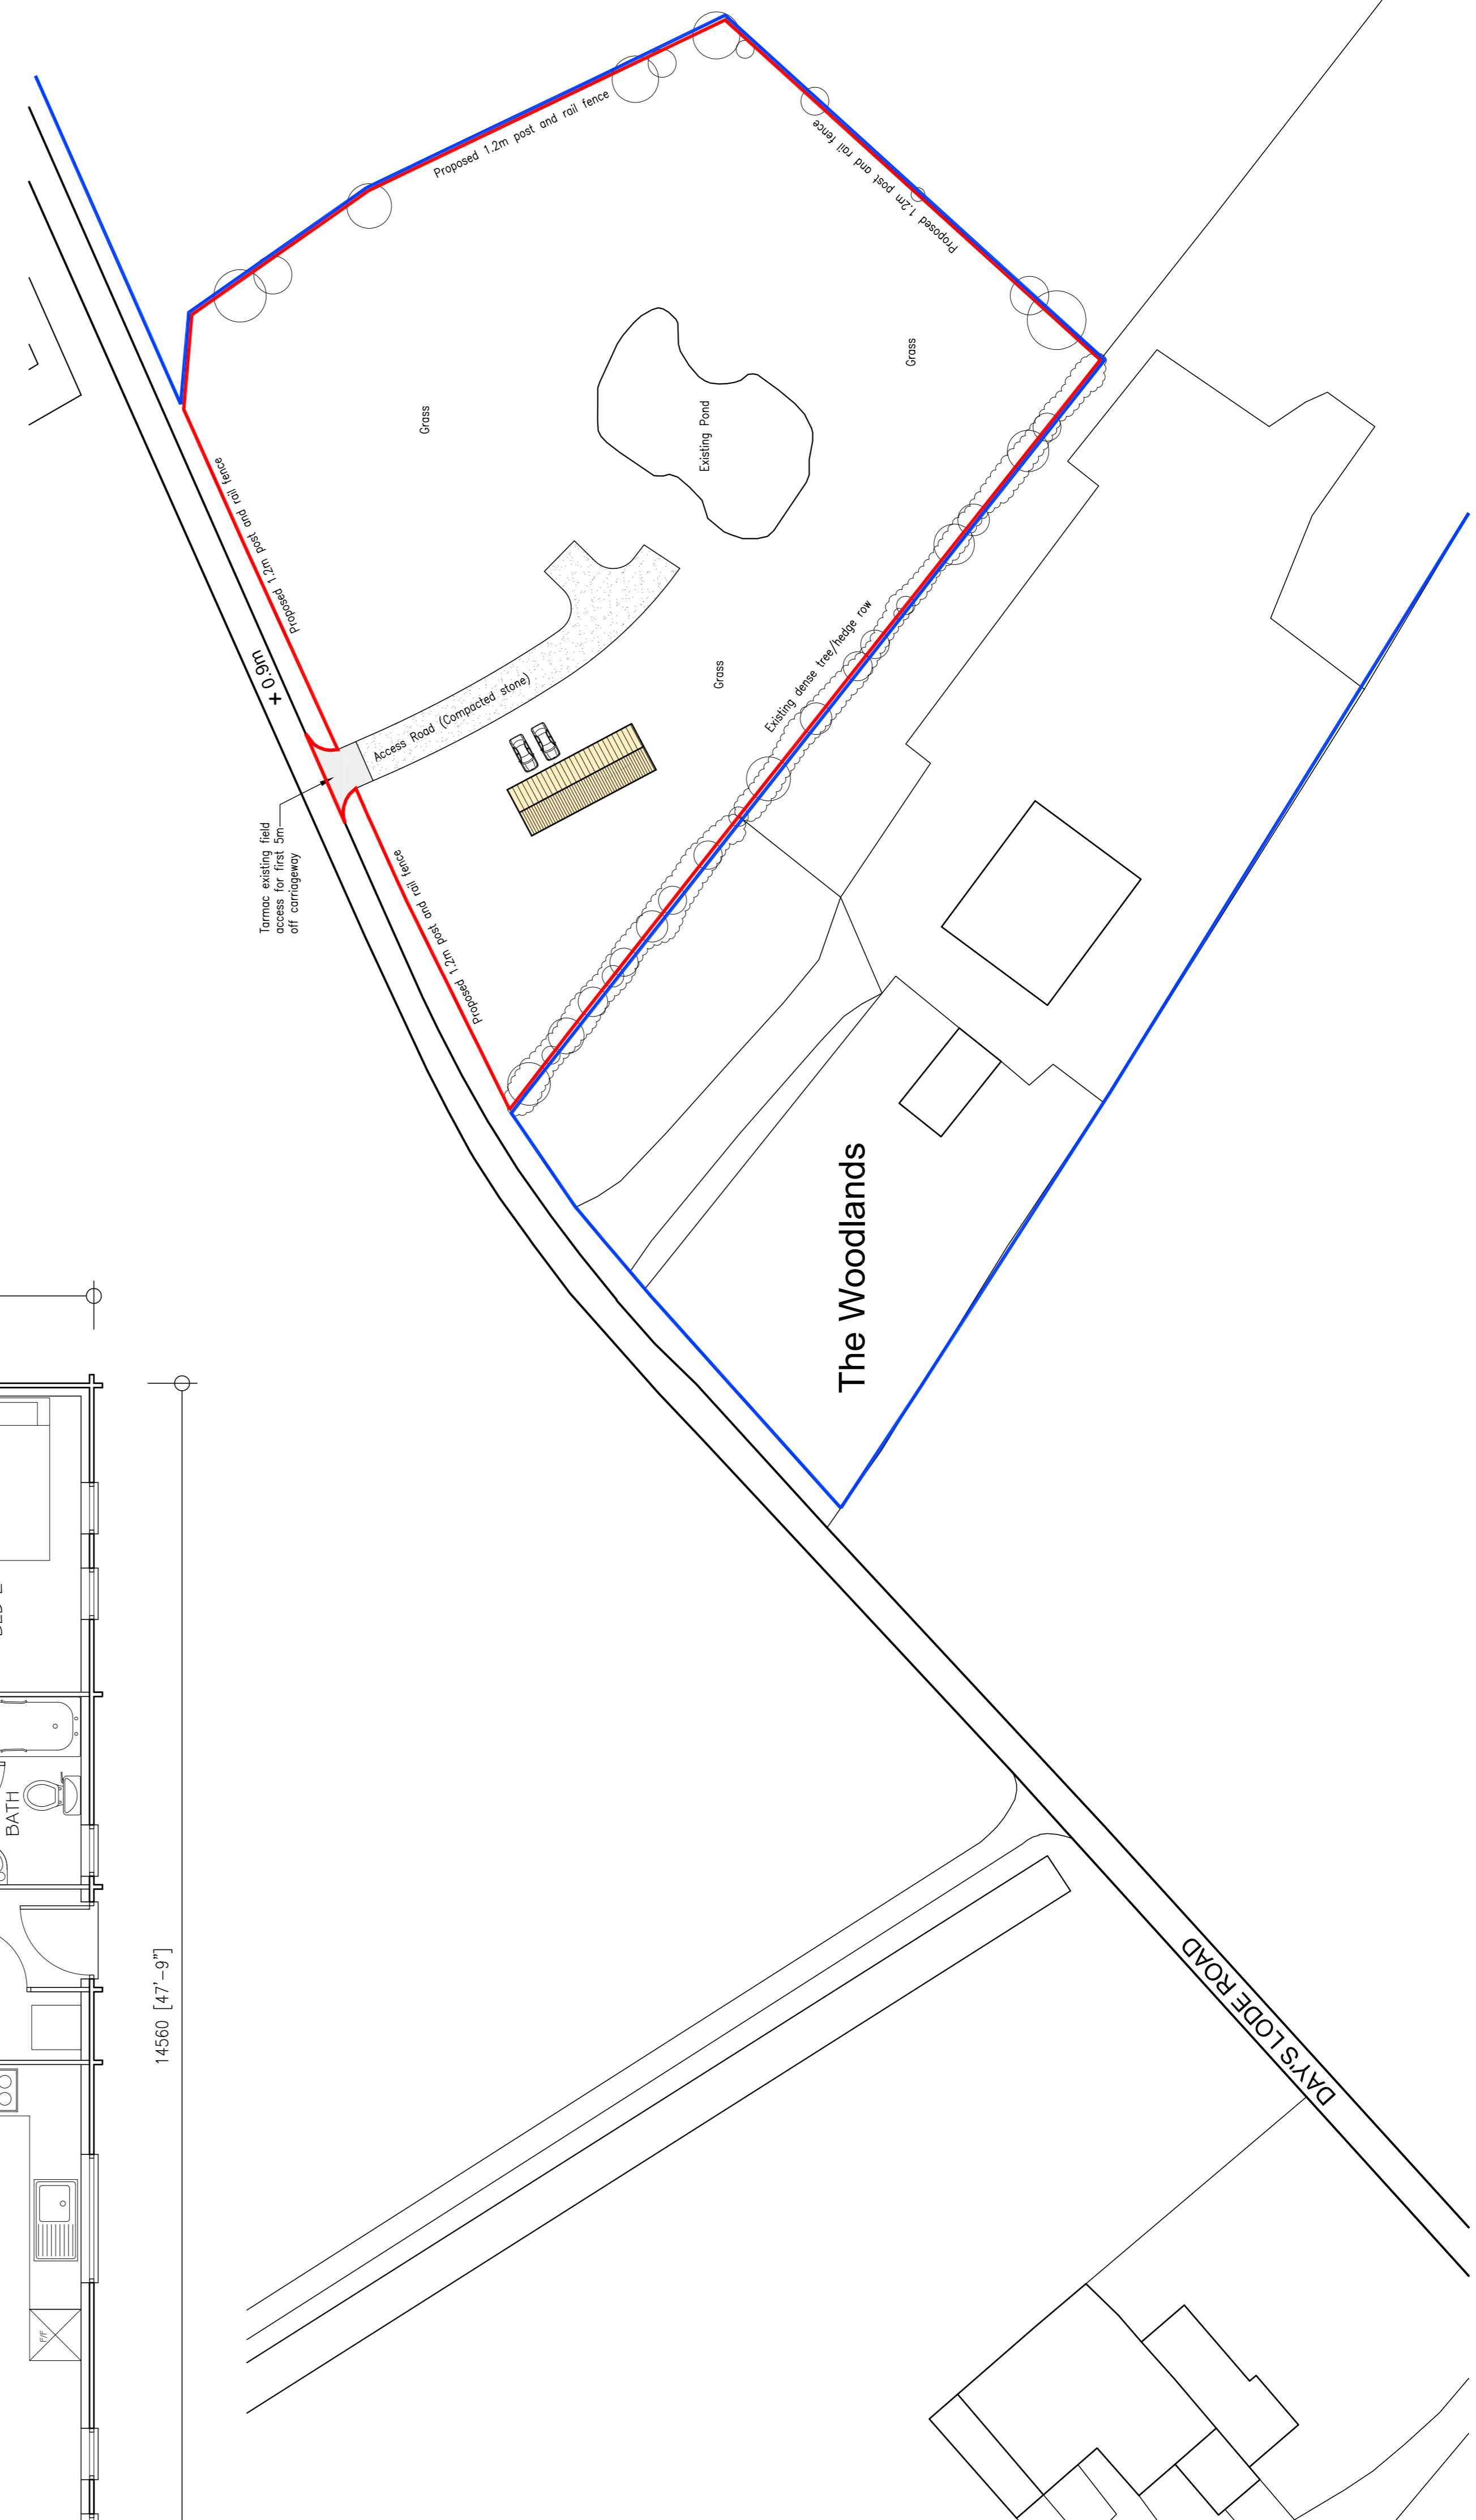 Proposed 1.2m post and rail fence
Proposed 1.2m post and rail fence
Grass
Grass
Existing Pond
Proposed 1.2m post and rail fence
+ 0.9m
Access Road (Compacted stone)
Grass
Existing dense tree/hedge row
Tarmac existing field
access for first 5m
off carriageway
Proposed 1.2m post and rail fence
The Woodlands
BATH
14560 [47'-9"]
F/F
DAY'S LODE ROAD